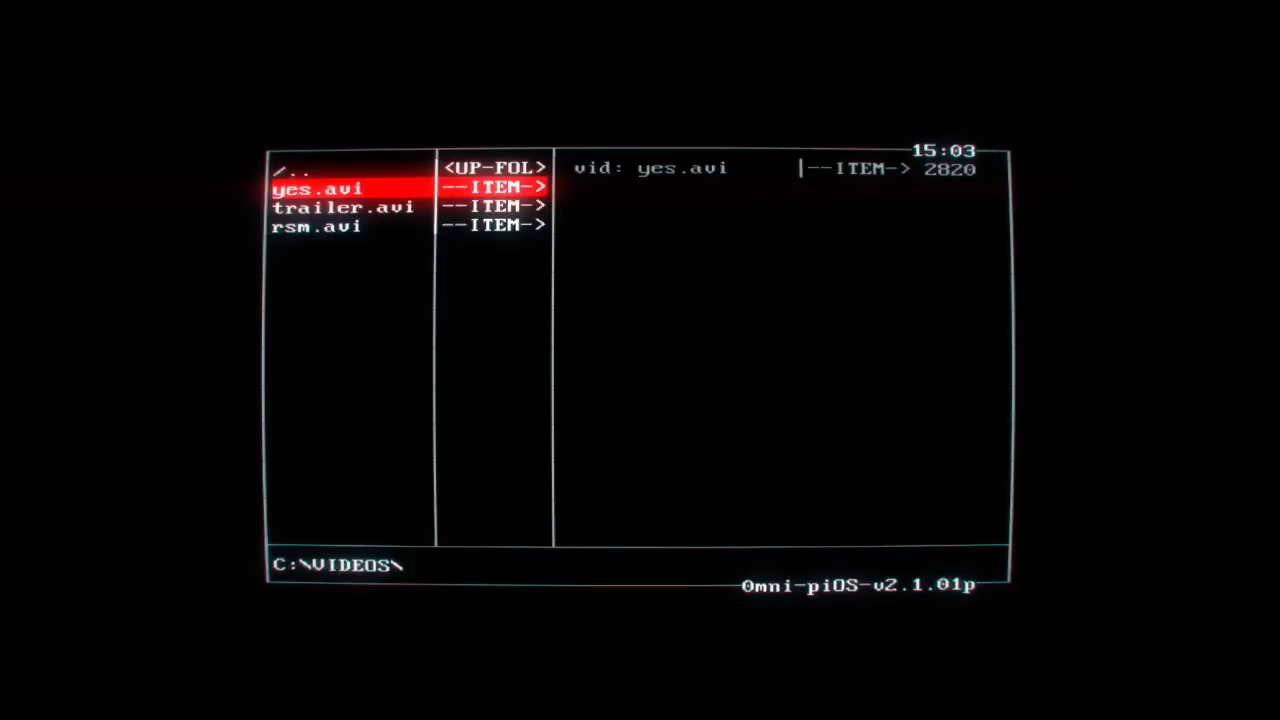 15:03
/.. <UP-FOL> vid: yes.avi |--ITEM-> 2820
yes.avi --ITEM->
trailer.avi --ITEM->
rsm.avi --ITEM->
C:\VIDEOS\
0mni-piOS-v2.1.01p